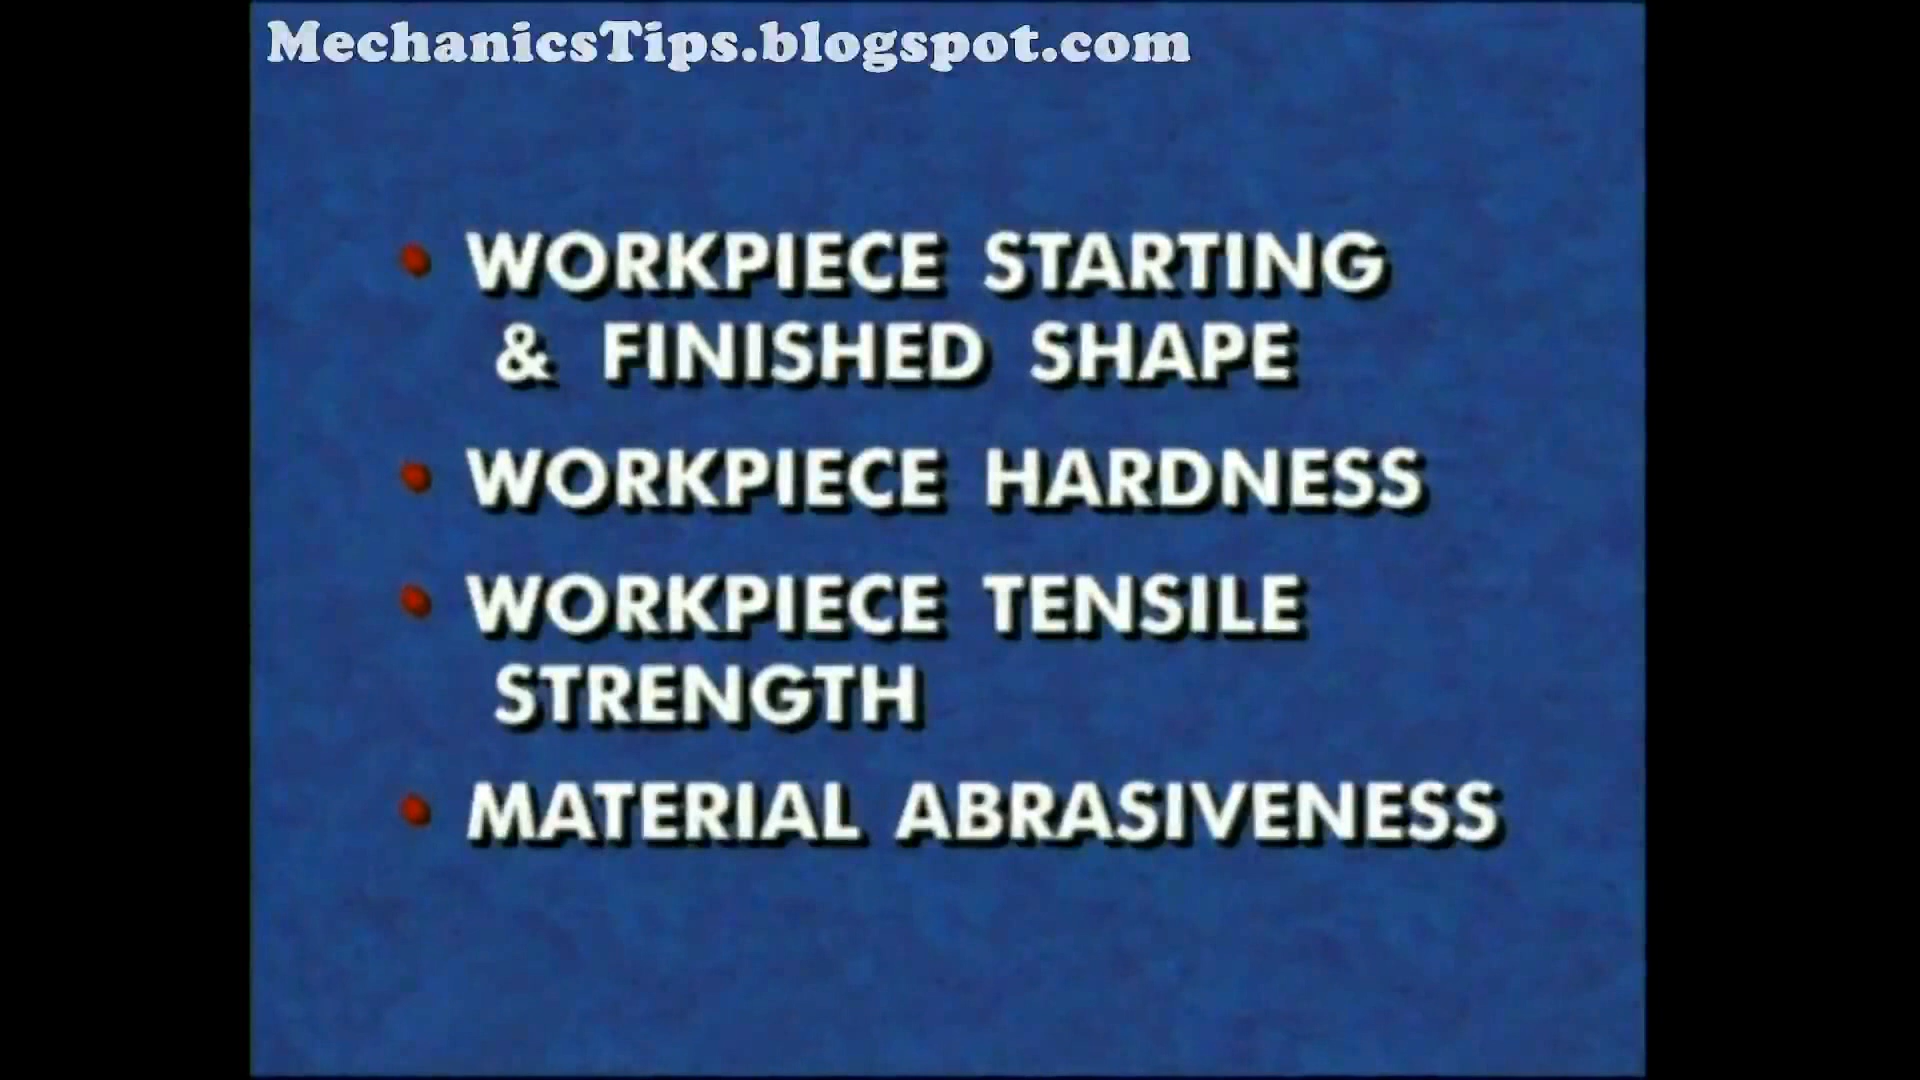 MechanicsTips.blogspot.com
• WORKPIECE STARTING
& FINISHED SHAPE
• WORKPIECE HARDNESS
• WORKPIECE TENSILE
STRENGTH
• MATERIAL ABRASIVENESS